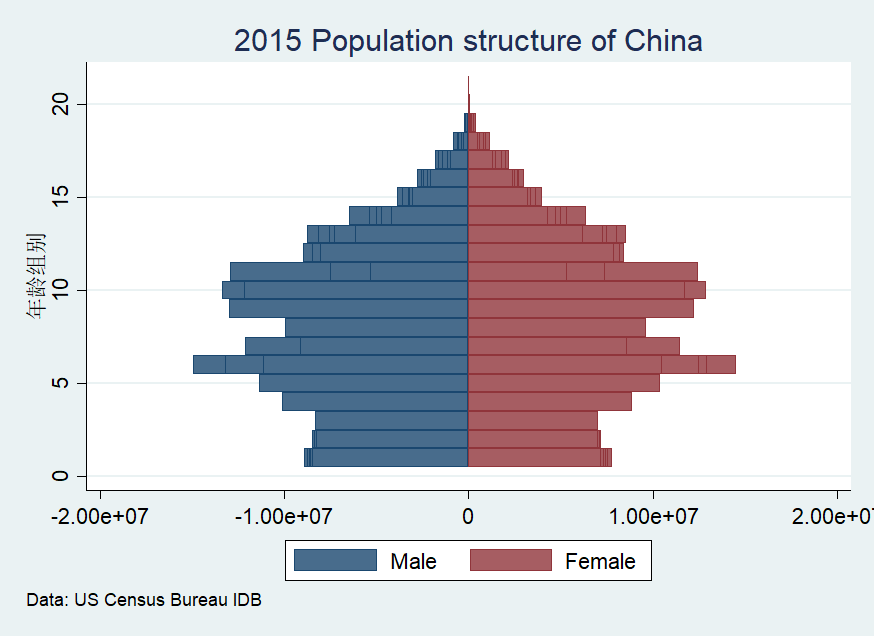 2015 Population structure of China
年龄组别
20
15
10
5
0
-2.00e+07 -1.00e+07 0 1.00e+07 2.00e+07
Male Female
Data: US Census Bureau IDB